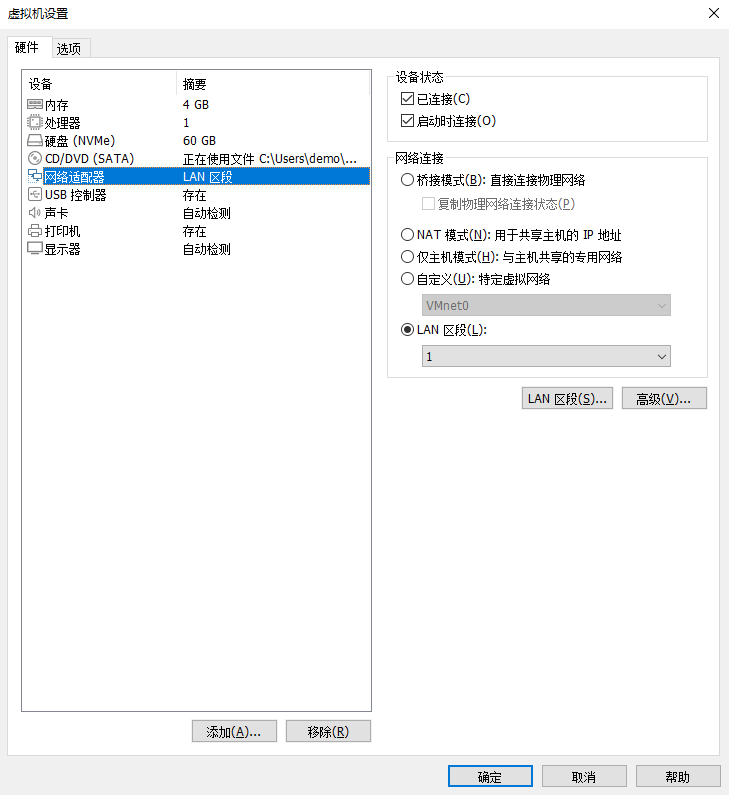 虚拟机设置
硬件 选项
设备 摘要
内存 4 GB
处理器 1
硬盘 (NVMe) 60 GB
CD/DVD (SATA) 正在使用文件 C:\Users\demo\...
网络适配器 LAN 区段
USB 控制器 存在
声卡 自动检测
打印机 存在
显示器 自动检测
添加(A)... 移除(R)
设备状态
已连接(C)
启动时连接(O)
网络连接
桥接模式(B): 直接连接物理网络
复制物理网络连接状态(P)
NAT 模式(N): 用于共享主机的 IP 地址
仅主机模式(H): 与主机共享的专用网络
自定义(U): 特定虚拟网络
VMnet0
LAN 区段(L):
1
LAN 区段(S)... 高级(V)...
确定 取消 帮助